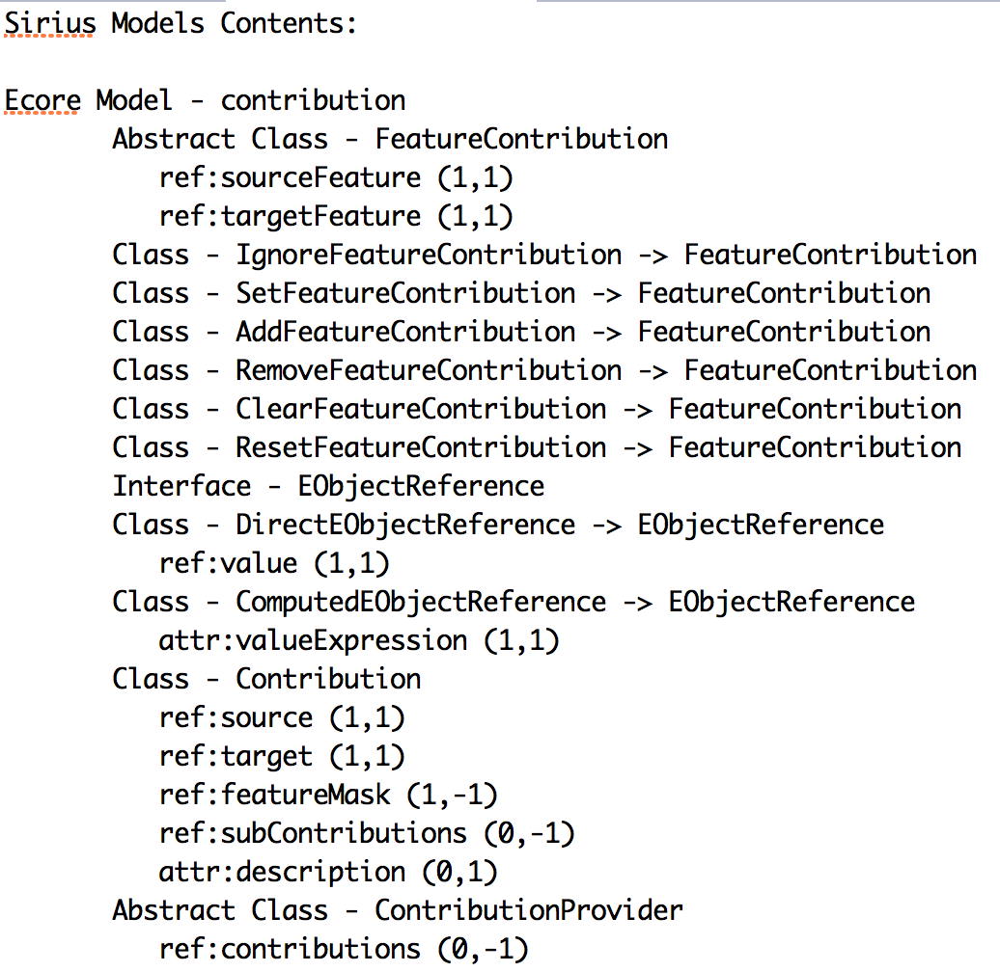 Sirius Models Contents:
Ecore Model - contribution
Abstract Class - FeatureContribution
ref:sourceFeature (1,1)
ref:targetFeature (1,1)
Class - IgnoreFeatureContribution -> FeatureContribution
Class - SetFeatureContribution -> FeatureContribution
Class - AddFeatureContribution -> FeatureContribution
Class - RemoveFeatureContribution -> FeatureContribution
Class - ClearFeatureContribution -> FeatureContribution
Class - ResetFeatureContribution -> FeatureContribution
Interface - EObjectReference
Class - DirectEObjectReference -> EObjectReference
ref:value (1,1)
Class - ComputedEObjectReference -> EObjectReference
attr:valueExpression (1,1)
Class - Contribution
ref:source (1,1)
ref:target (1,1)
ref:featureMask (1,-1)
ref:subContributions (0,-1)
attr:description (0,1)
Abstract Class - ContributionProvider
ref:contributions (0,-1)